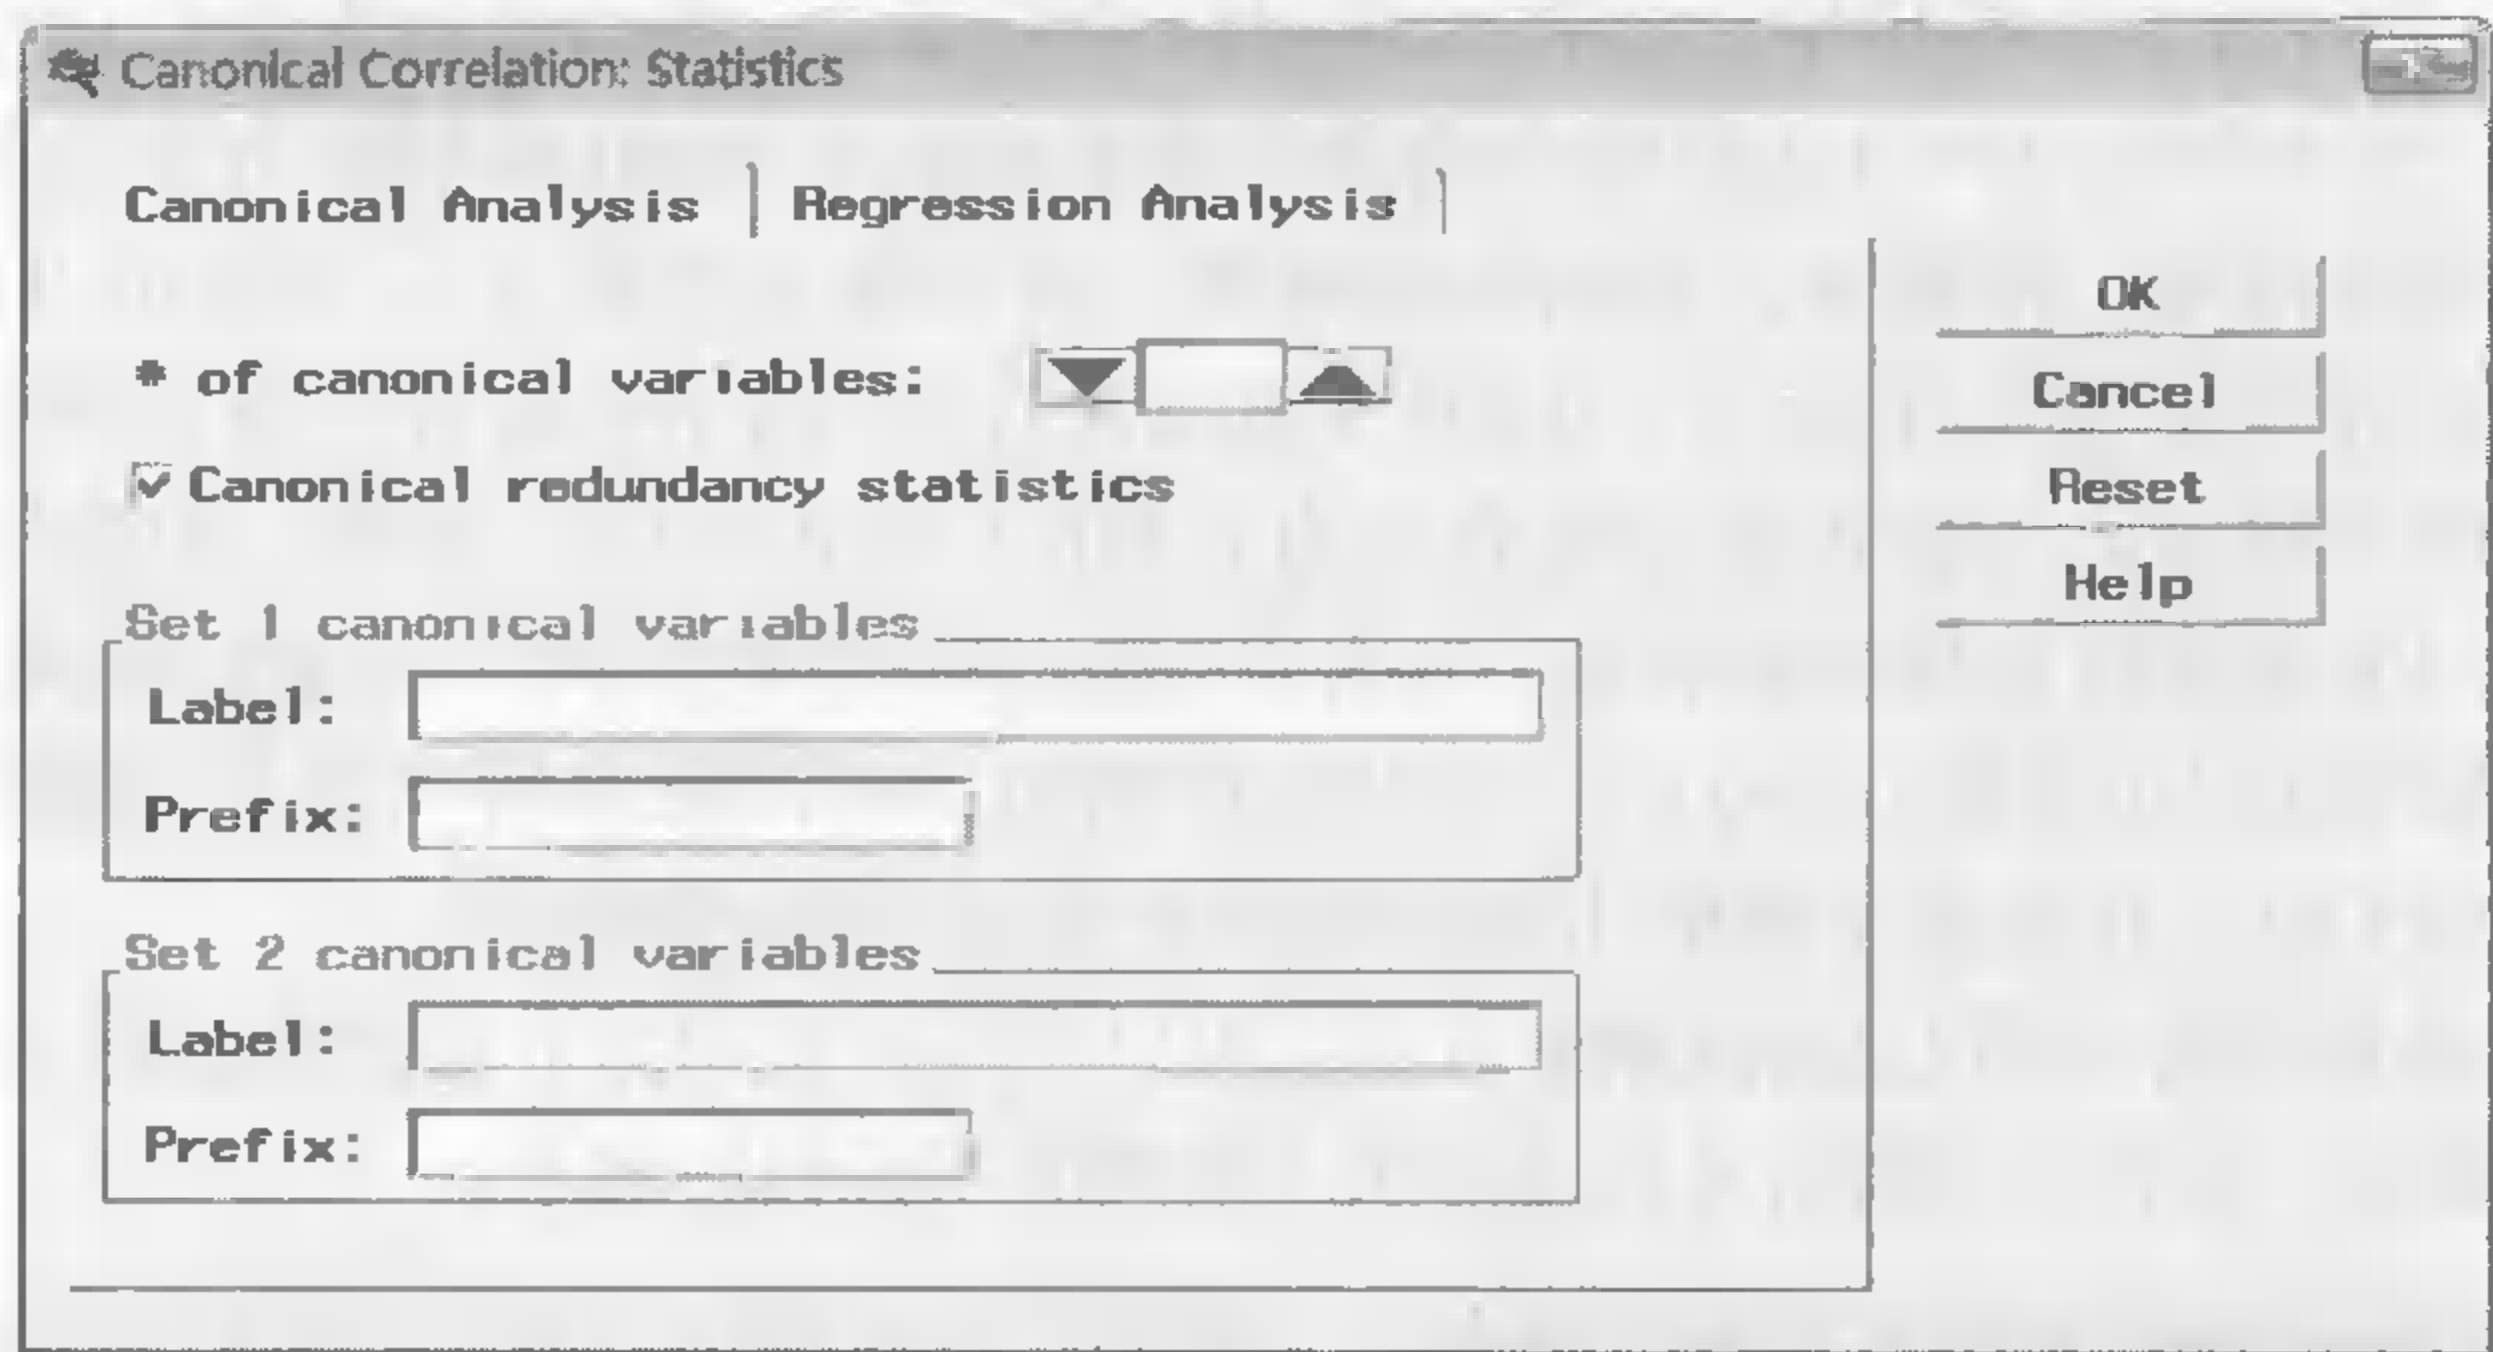 Canonical Correlation: Statistics
Canonical Analysis Regression Analysis
# of canonical variables:
Canonical redundancy statistics
Set 1 canonical variables
Label:
Prefix:
Set 2 canonical variables
Label:
Prefix:
OK
Cancel
Reset
Help